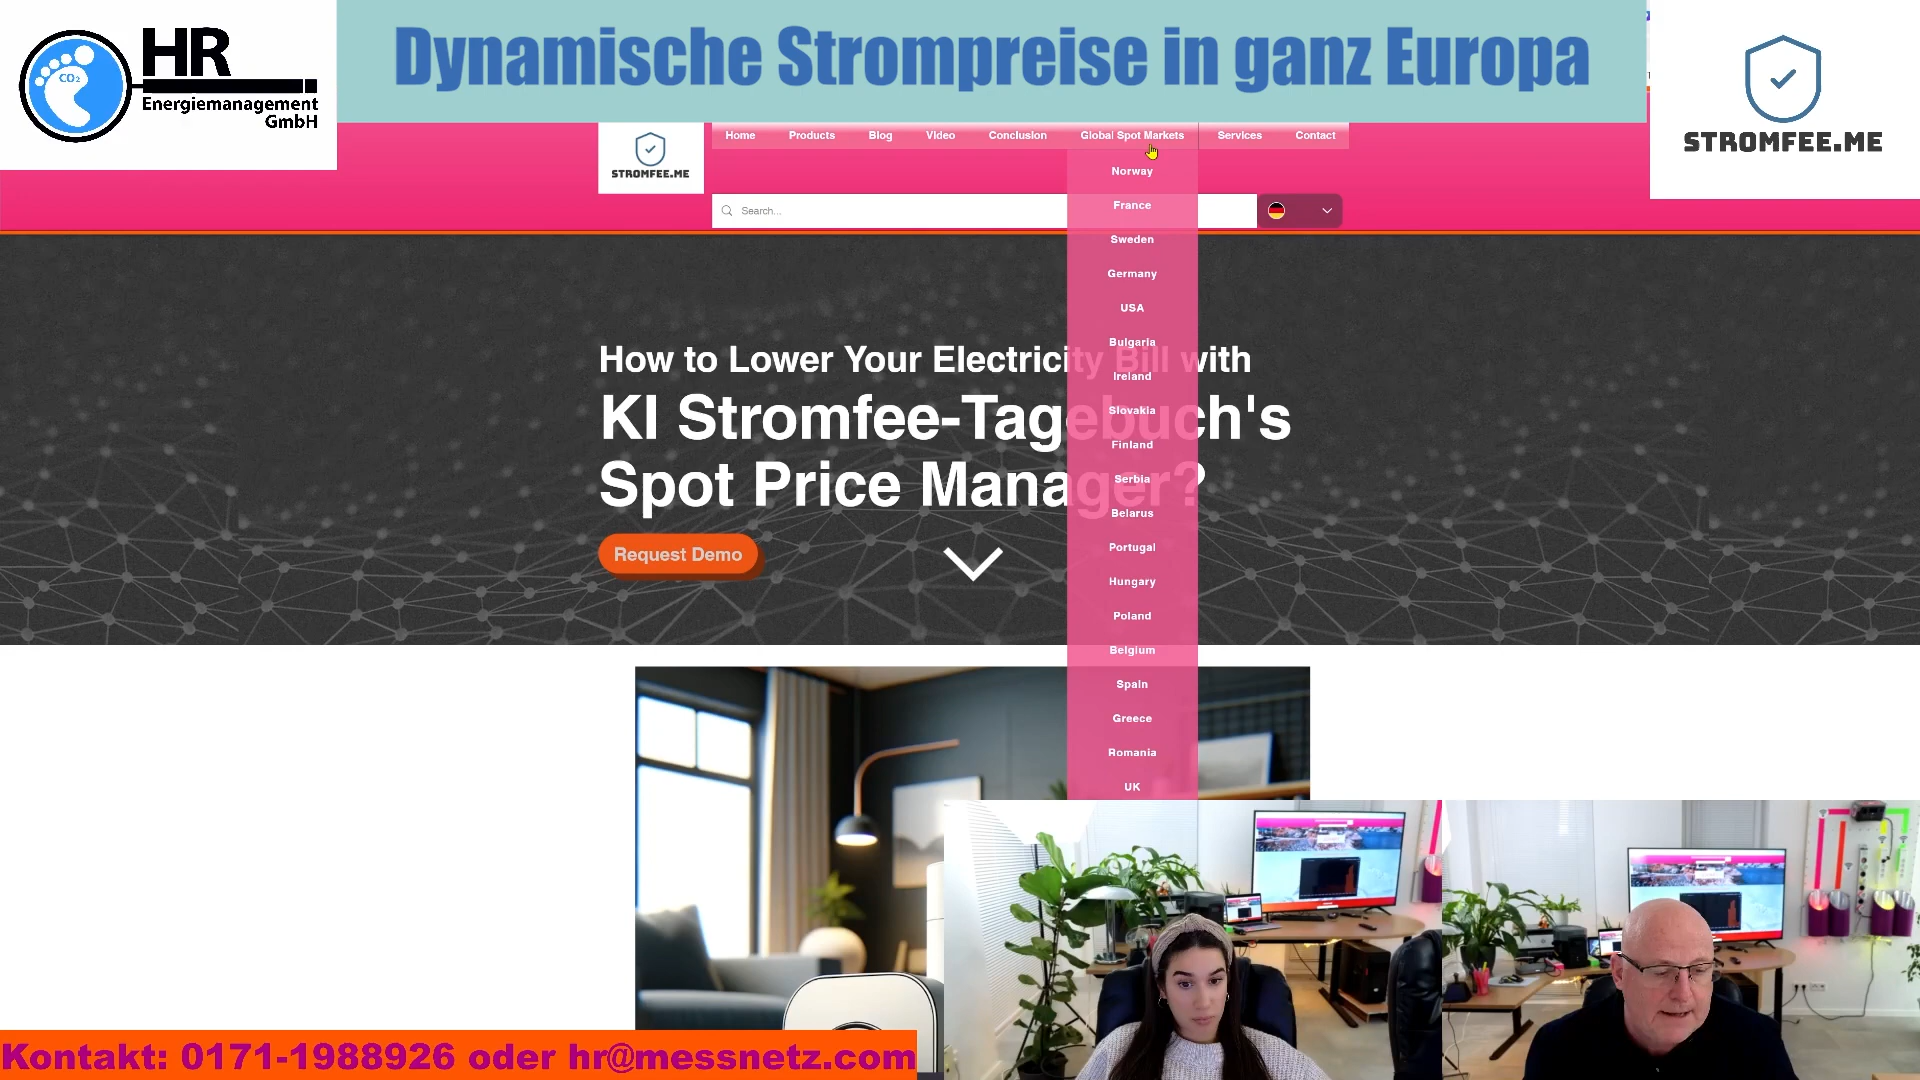 CO₂
HR
Energiemanagement
GmbH
Dynamische Strompreise in ganz Europa
STROMFEE.ME
STROMFEE.ME
Home Products Blog Video Conclusion Global Spot Markets Services Contact
Search...
Norway
France
Sweden
Germany
USA
Bulgaria
Ireland
Slovakia
Finland
Serbia
Belarus
Portugal
Hungary
Poland
Belgium
Spain
Greece
Romania
UK
How to Lower Your Electricity Bill with
KI Stromfee-Tagebuch's
Spot Price Manager?
Request Demo
Kontakt: 0171-1988926 oder hr@messnetz.com